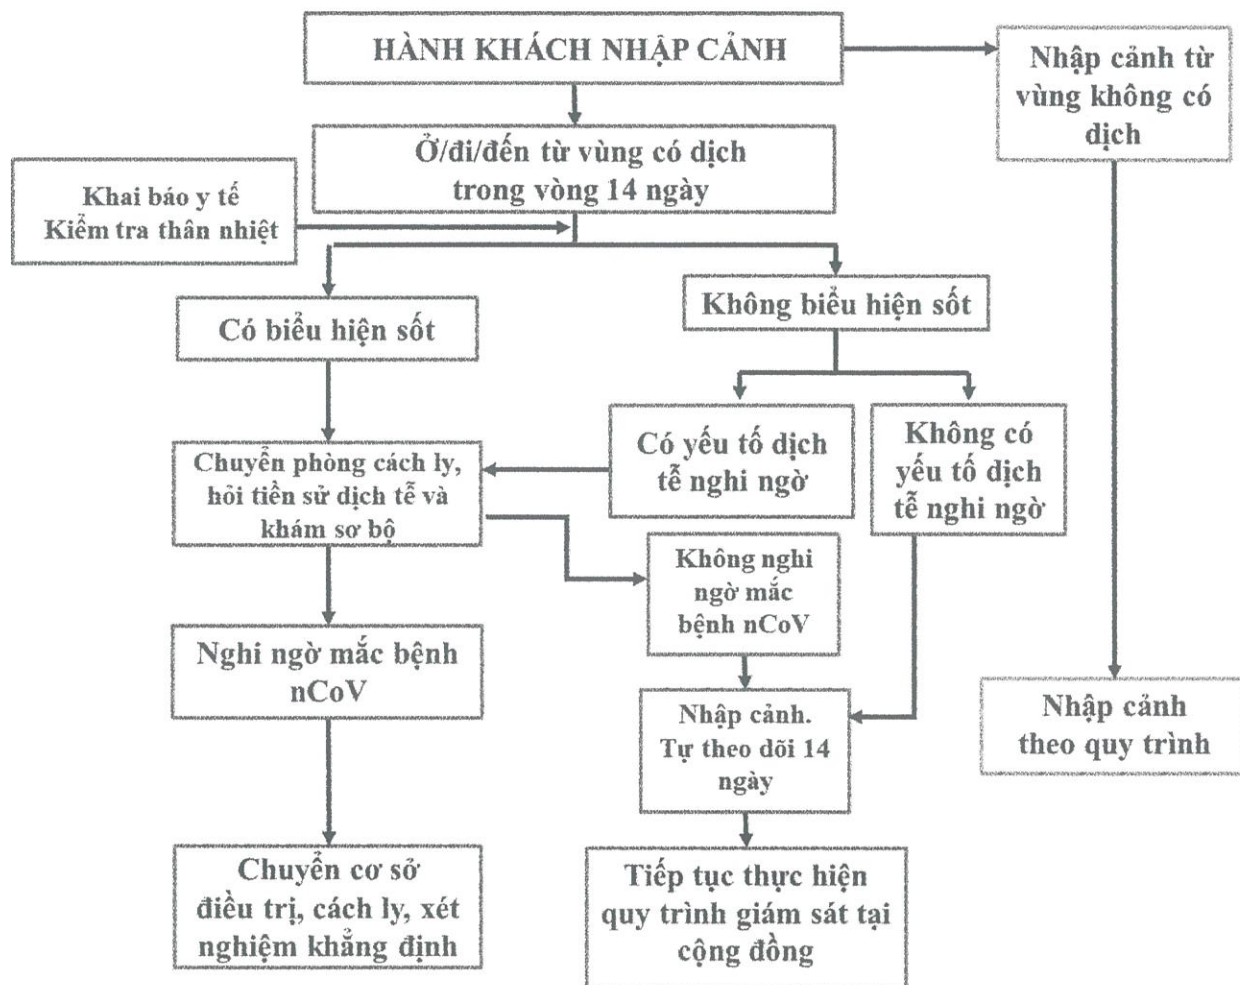 HÀNH KHÁCH NHẬP CẢNH
Nhập cảnh từ
vùng không có
dịch
Ở/đi/đến từ vùng có dịch
trong vòng 14 ngày
Khai báo y tế
Kiểm tra thân nhiệt
Có biểu hiện sốt
Không biểu hiện sốt
Có yếu tố dịch
tễ nghi ngờ
Không có
yếu tố dịch
tễ nghi ngờ
Chuyển phòng cách ly,
hỏi tiền sử dịch tễ và
khám sơ bộ
Không nghi
ngờ mắc
bệnh nCoV
Nghi ngờ mắc bệnh
nCoV
Nhập cảnh.
Tự theo dõi 14
ngày
Nhập cảnh
theo quy trình
Chuyển cơ sở
điều trị, cách ly, xét
nghiệm khẳng định
Tiếp tục thực hiện
quy trình giám sát tại
cộng đồng